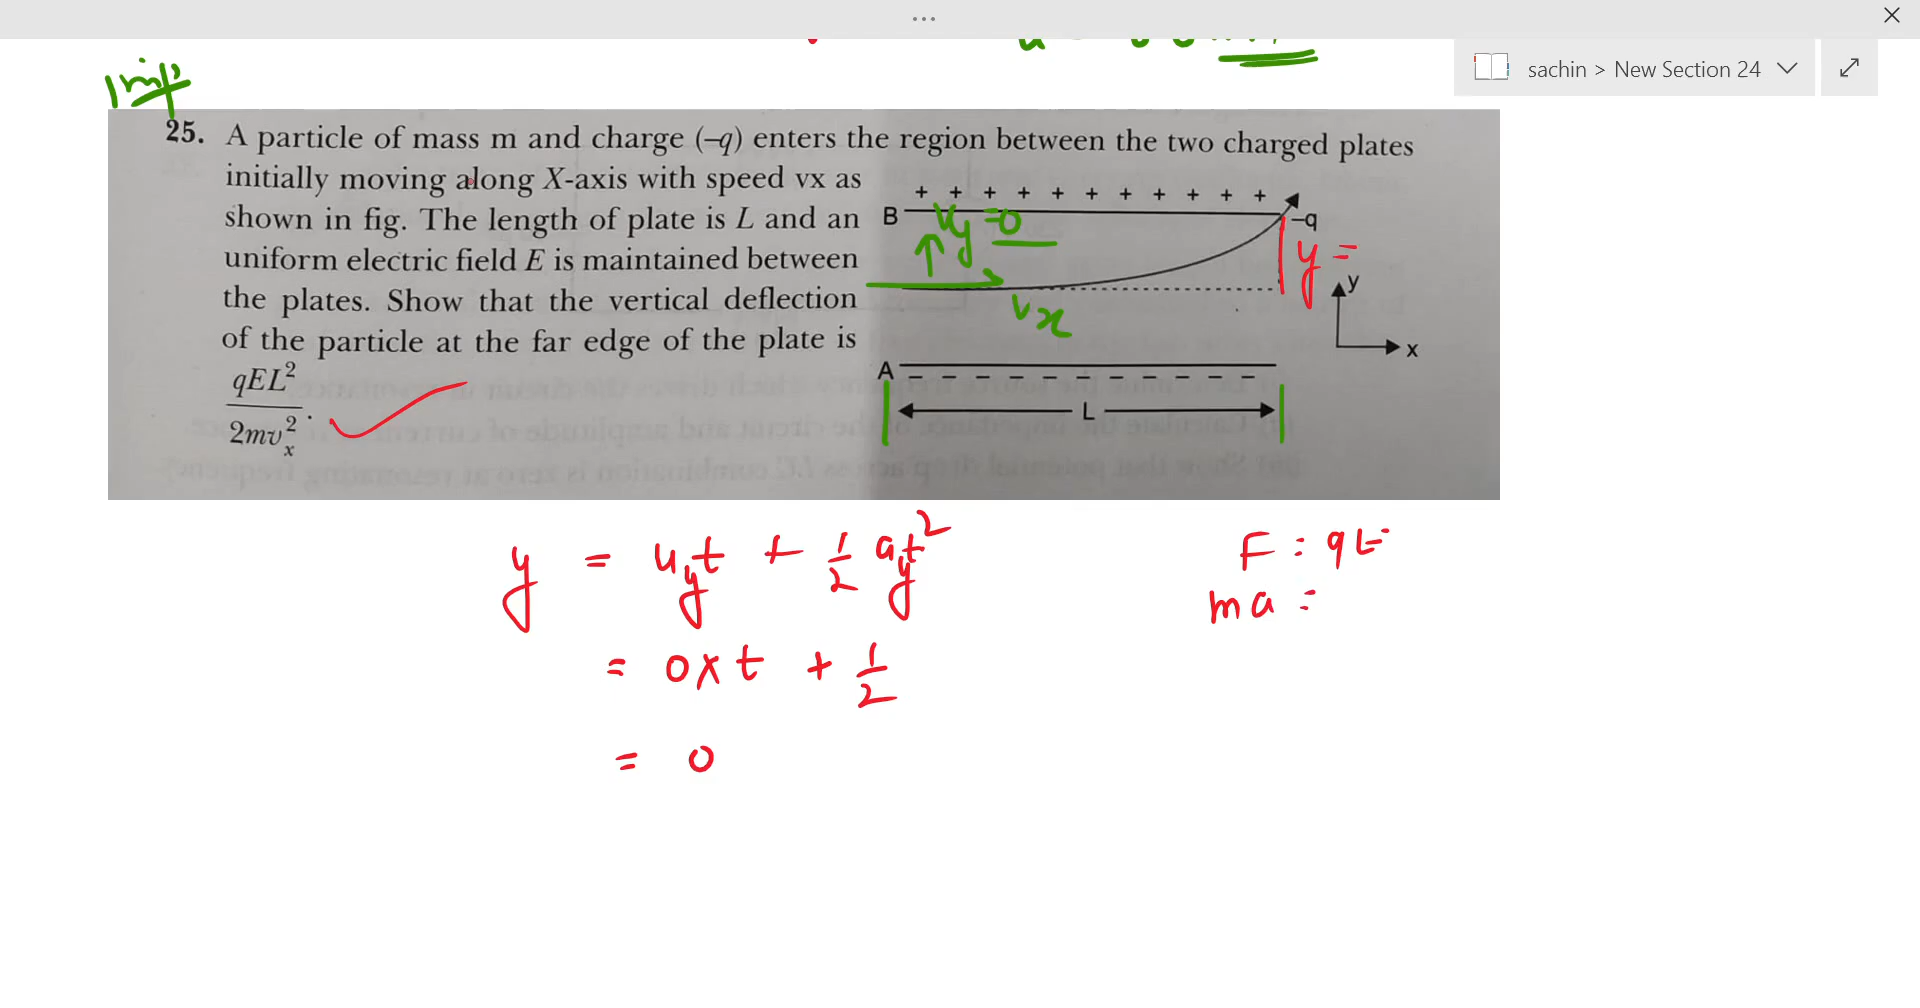 sachin > New Section 24
Imp
25. A particle of mass m and charge (–q) enters the region between the two charged plates
initially moving along X-axis with speed vx as
shown in fig. The length of plate is L and an
uniform electric field E is maintained between
the plates. Show that the vertical deflection
of the particle at the far edge of the plate is
qEL²
2mv²ₓ.
+ + + + + + + + + + +
B
vy = 0
–q
y =
y
vx
x
A
– – – – – – – – – – –
L
y = uyt + 1/2 ayt²
= 0 x t + 1/2
= 0
F = qE
ma =